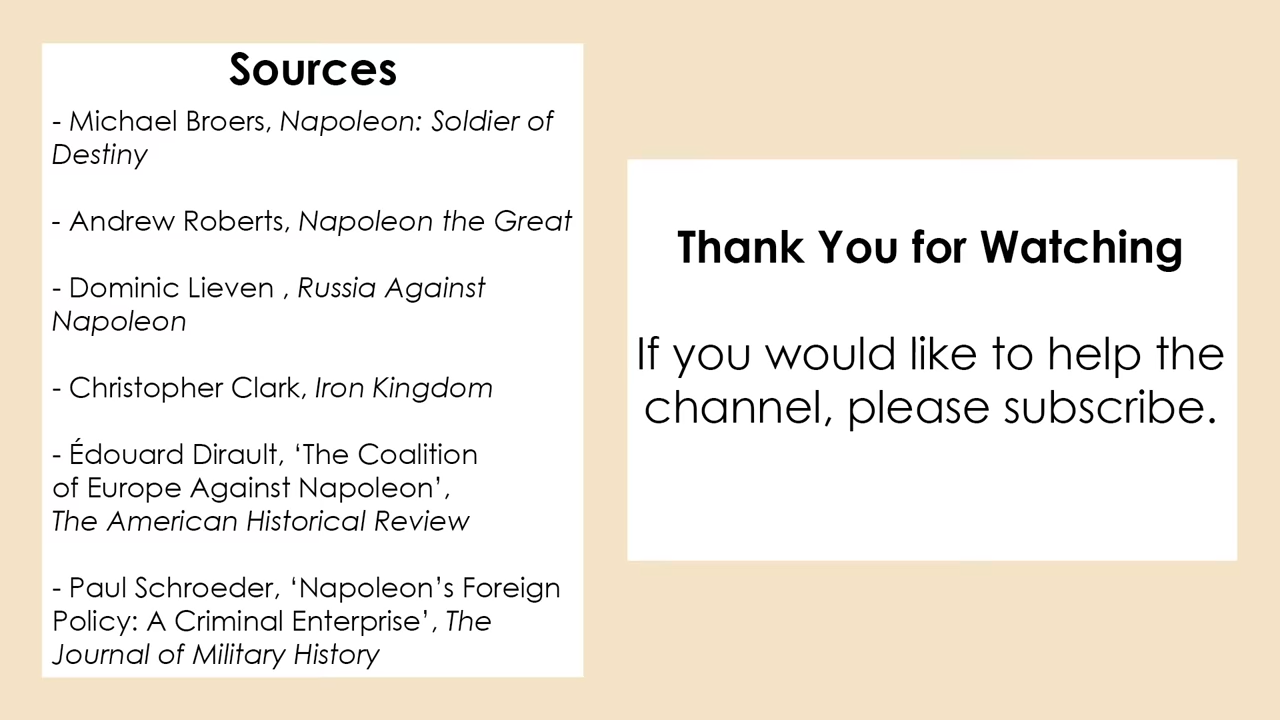 Sources
- Michael Broers, Napoleon: Soldier of
Destiny
- Andrew Roberts, Napoleon the Great
- Dominic Lieven , Russia Against
Napoleon
- Christopher Clark, Iron Kingdom
- Édouard Dirault, ‘The Coalition
of Europe Against Napoleon’,
The American Historical Review
- Paul Schroeder, ‘Napoleon’s Foreign
Policy: A Criminal Enterprise’, The
Journal of Military History
Thank You for Watching
If you would like to help the
channel, please subscribe.